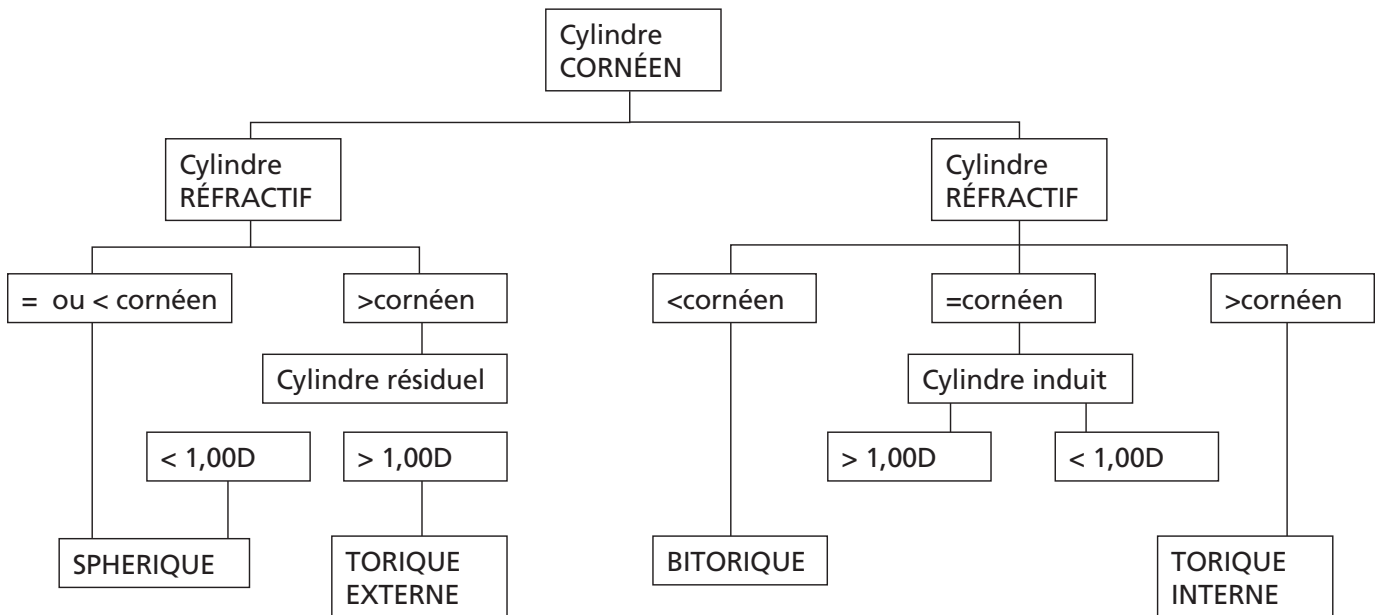 Cylindre
CORNÉEN
Cylindre
RÉFRACTIF
Cylindre
RÉFRACTIF
= ou < cornéen
>cornéen
<cornéen
=cornéen
>cornéen
Cylindre résiduel
Cylindre induit
< 1,00D
> 1,00D
> 1,00D
< 1,00D
SPHERIQUE
TORIQUE
EXTERNE
BITORIQUE
TORIQUE
INTERNE